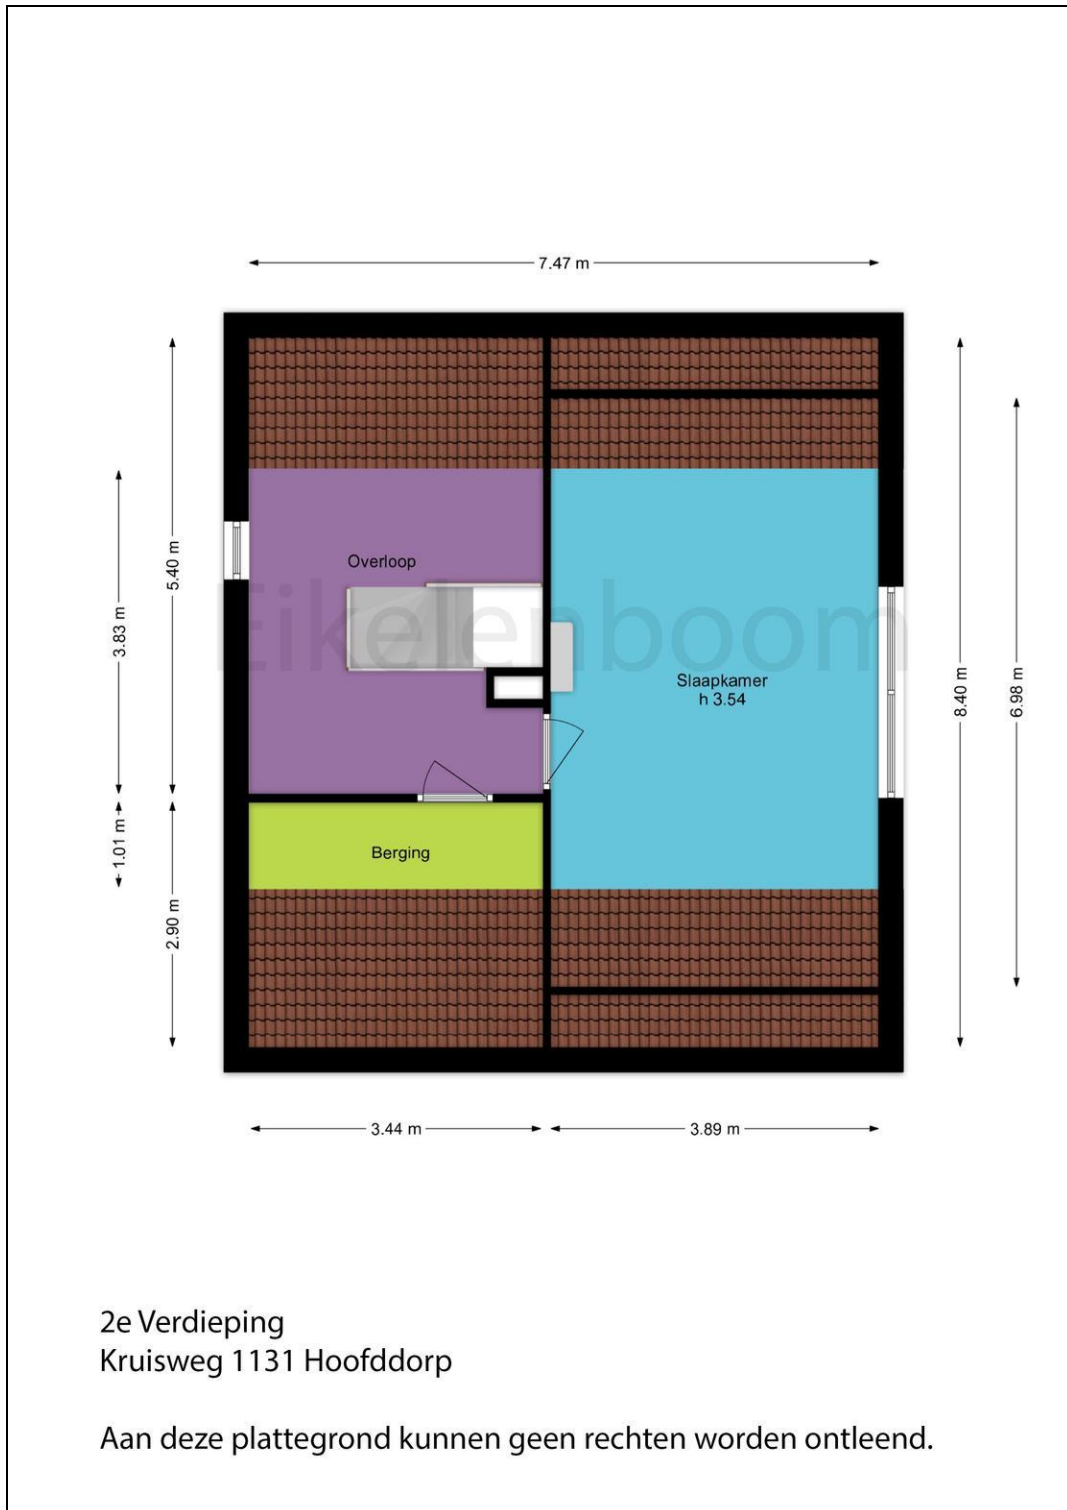 7.47 m
5.40 m
3.83 m
Overloop
Eikelenboom
Slaapkamer
h 3.54
8.40 m
6.98 m
1.01 m
Berging
2.90 m
3.44 m
3.89 m
2e Verdieping
Kruisweg 1131 Hoofddorp
Aan deze plattegrond kunnen geen rechten worden ontleend.